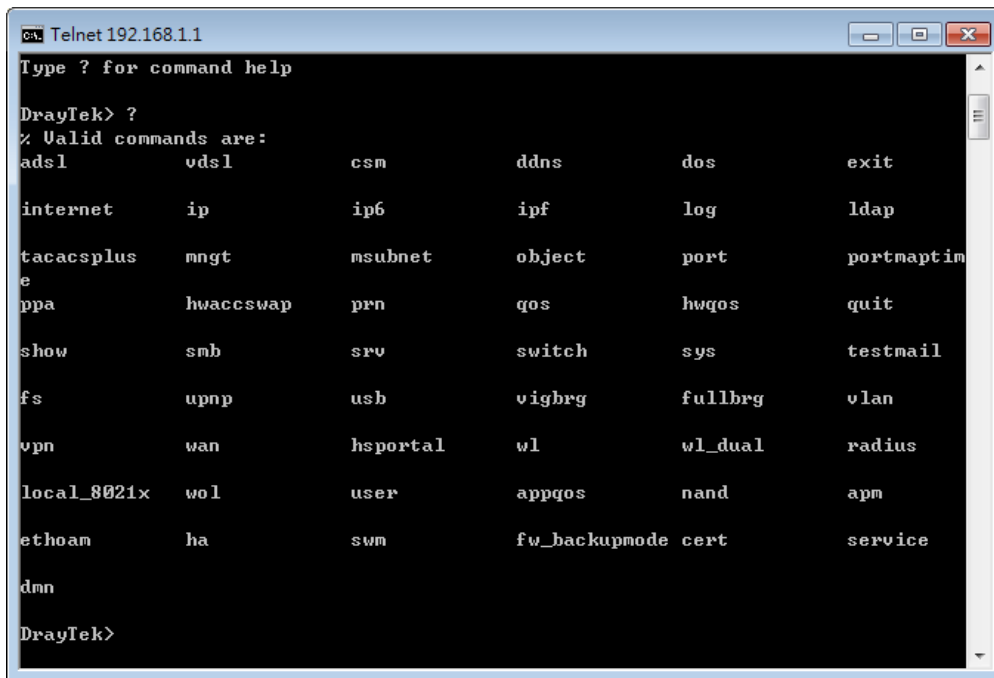 Telnet 192.168.1.1
Type ? for command help
DrayTek> ?
% Valid commands are:
adsl vdsl csm ddns dos exit
internet ip ip6 ipf log ldap
tacacsplus mngt msubnet object port portmaptim
e
ppa hwaccswap prn qos hwqos quit
show smb srv switch sys testmail
fs upnp usb vigbrg fullbrg vlan
vpn wan hsportal wl wl_dual radius
local_8021x wol user appqos nand apm
ethoam ha swm fw_backupmode cert service
dmn
DrayTek>